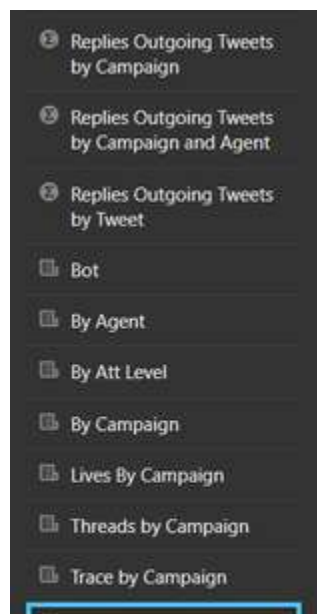 Replies Outgoing Tweets
by Campaign
Replies Outgoing Tweets
by Campaign and Agent
Replies Outgoing Tweets
by Tweet
Bot
By Agent
By Att Level
By Campaign
Lives By Campaign
Threads by Campaign
Trace by Campaign